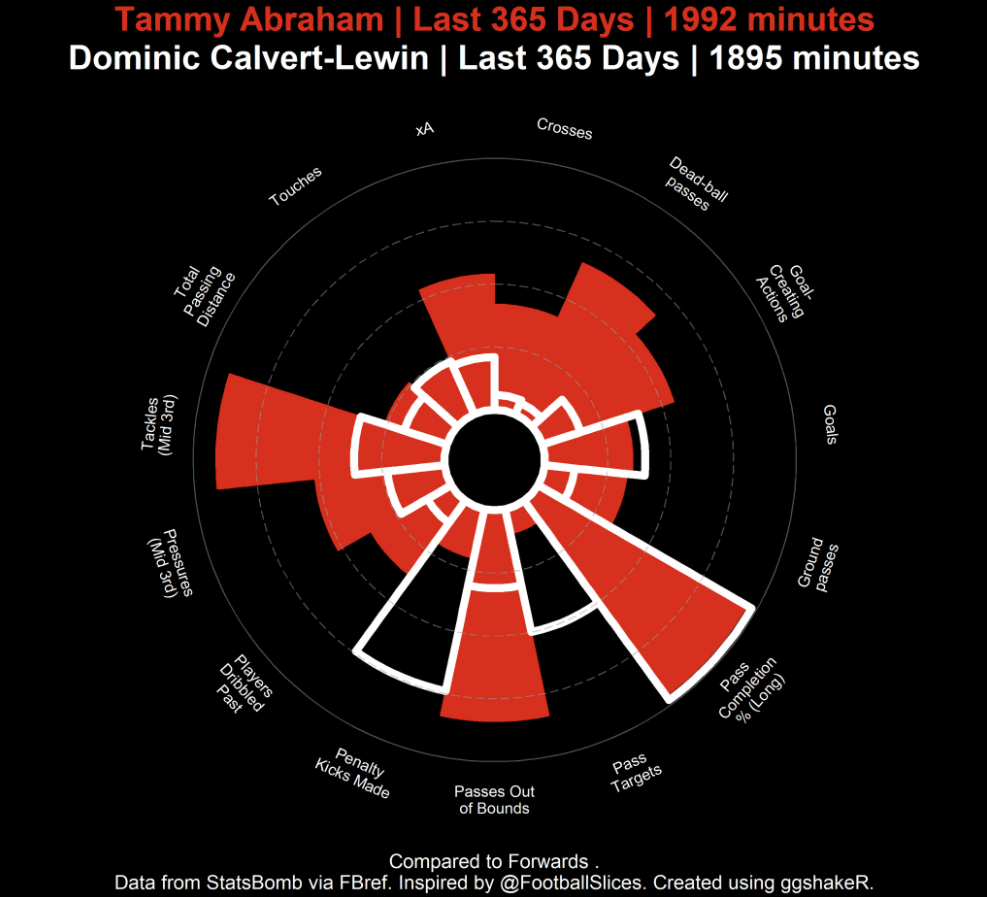 Tammy Abraham | Last 365 Days | 1992 minutes
Dominic Calvert-Lewin | Last 365 Days | 1895 minutes
xA
Crosses
Dead-ball
passes
Goal-
Creating
Actions
Goals
Ground
passes
Pass
Completion
% (Long)
Pass
Targets
Passes Out
of Bounds
Penalty
Kicks Made
Players
Dribbled
Past
Pressures
(Mid 3rd)
Tackles
(Mid 3rd)
Total
Passing
Distance
Touches
Compared to Forwards .
Data from StatsBomb via FBref. Inspired by @FootballSlices. Created using ggshakeR.